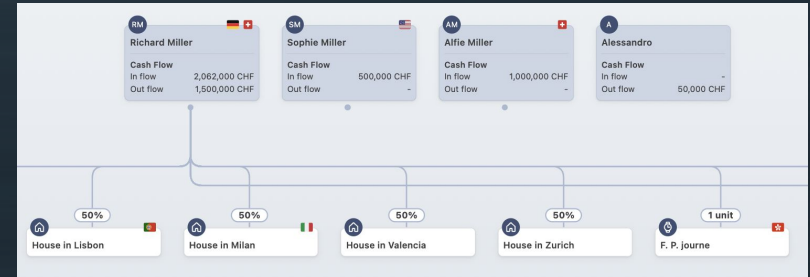 RM
Richard Miller
Cash Flow
In flow 2,062,000 CHF
Out flow 1,500,000 CHF
SM
Sophie Miller
Cash Flow
In flow 500,000 CHF
Out flow -
AM
Alfie Miller
Cash Flow
In flow 1,000,000 CHF
Out flow -
A
Alessandro
Cash Flow
In flow -
Out flow 50,000 CHF
50%
House in Lisbon
50%
House in Milan
50%
House in Valencia
50%
House in Zurich
1 unit
F. P. journe